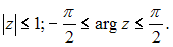 |z| ≤ 1; -π/2 ≤ arg z ≤ π/2.